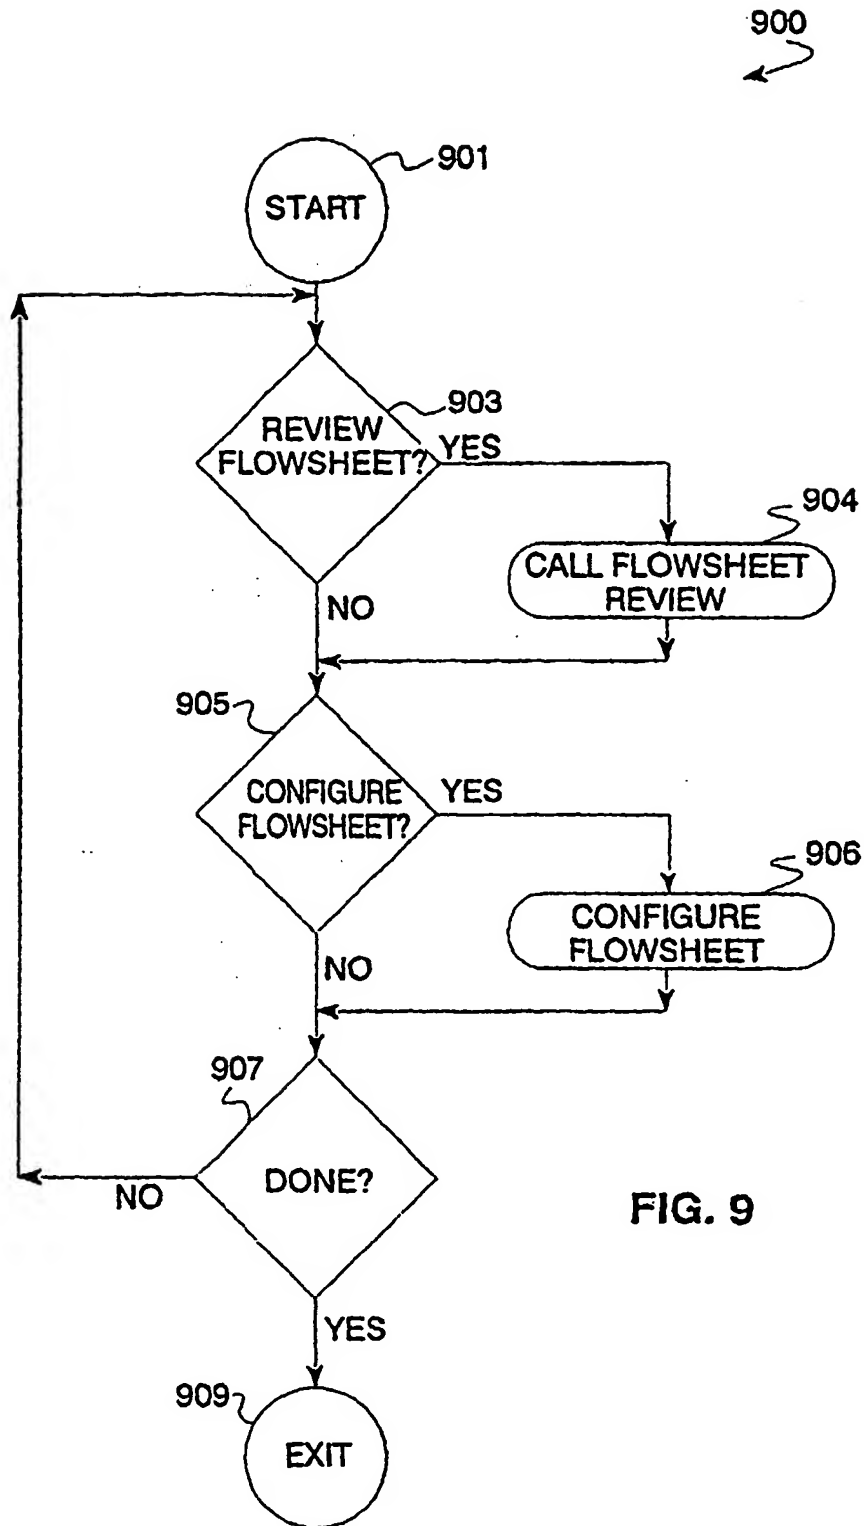 900
901
START
903
REVIEW
FLOWSHEET?
YES
904
CALL FLOWSHEET
REVIEW
NO
905
CONFIGURE
FLOWSHEET?
YES
906
CONFIGURE
FLOWSHEET
NO
907
DONE?
NO
FIG. 9
YES
909
EXIT